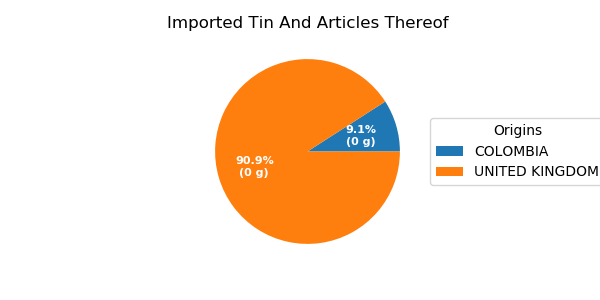 Imported Tin And Articles Thereof
9.1%
(0 g)
90.9%
(0 g)
Origins
COLOMBIA
UNITED KINGDOM